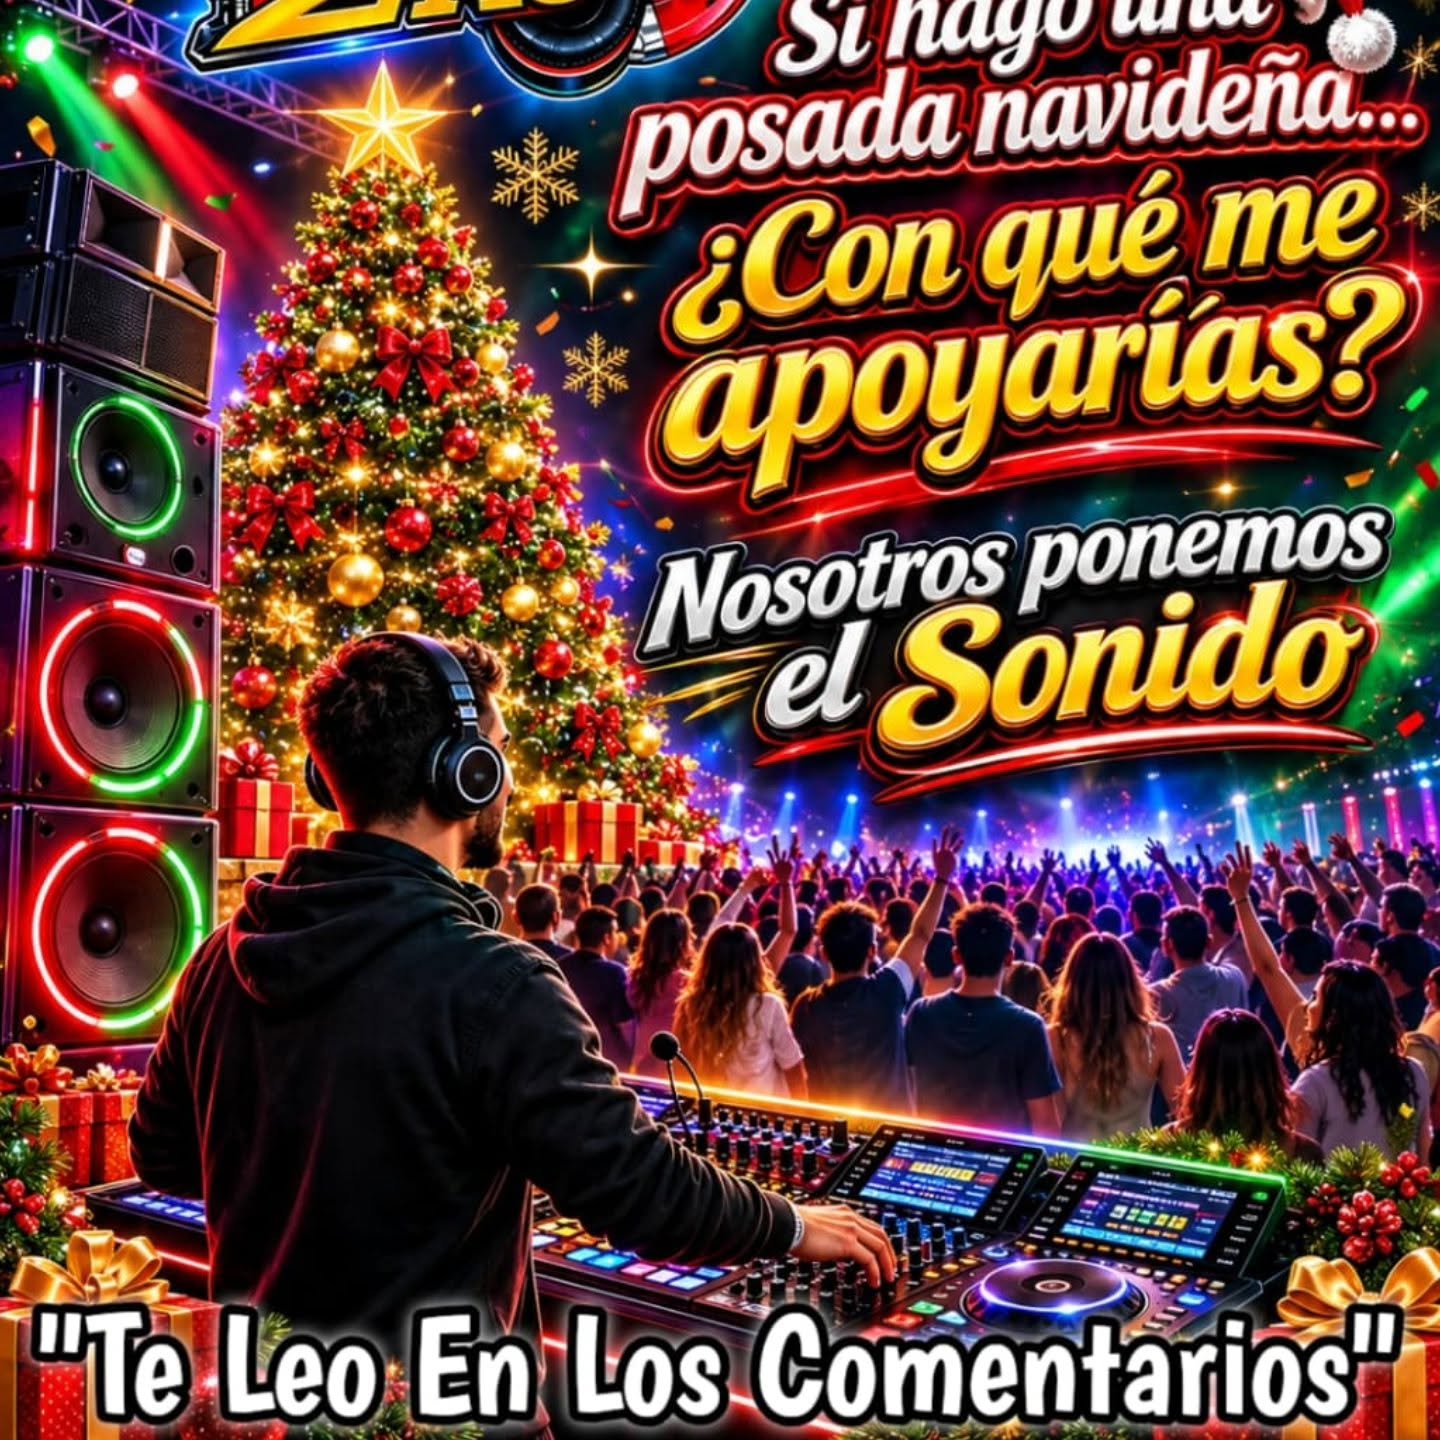 Si hago una
posada navideña...
¿Con qué me
apoyarías?
Nosotros ponemos
el Sonido
"Te Leo En Los Comentarios"